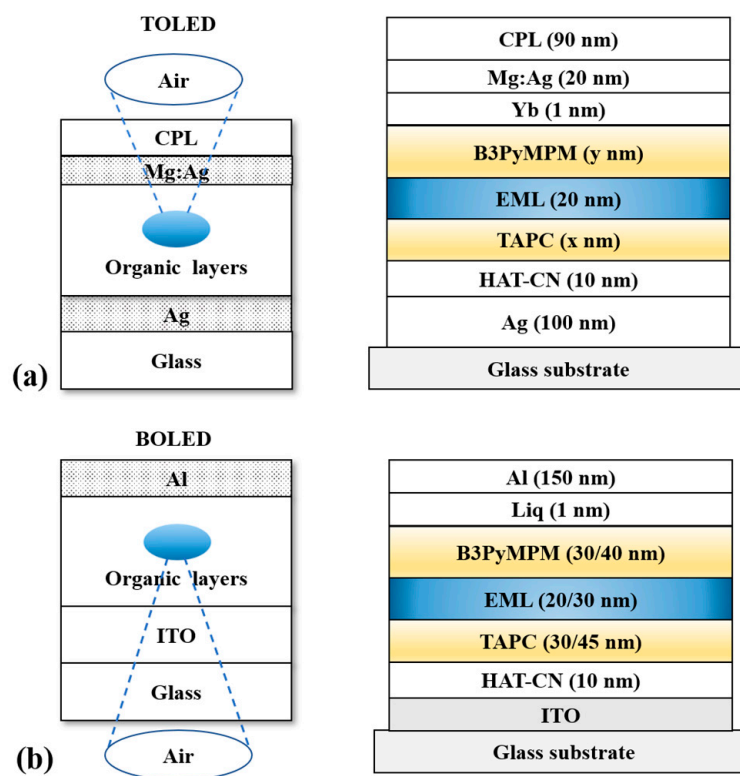 TOLED
Air
CPL
Mg:Ag
Organic layers
Ag
Glass
(a)
CPL (90 nm)
Mg:Ag (20 nm)
Yb (1 nm)
B3PyMPM (y nm)
EML (20 nm)
TAPC (x nm)
HAT-CN (10 nm)
Ag (100 nm)
Glass substrate
BOLED
Al
Organic layers
ITO
Glass
Air
(b)
Al (150 nm)
Liq (1 nm)
B3PyMPM (30/40 nm)
EML (20/30 nm)
TAPC (30/45 nm)
HAT-CN (10 nm)
ITO
Glass substrate